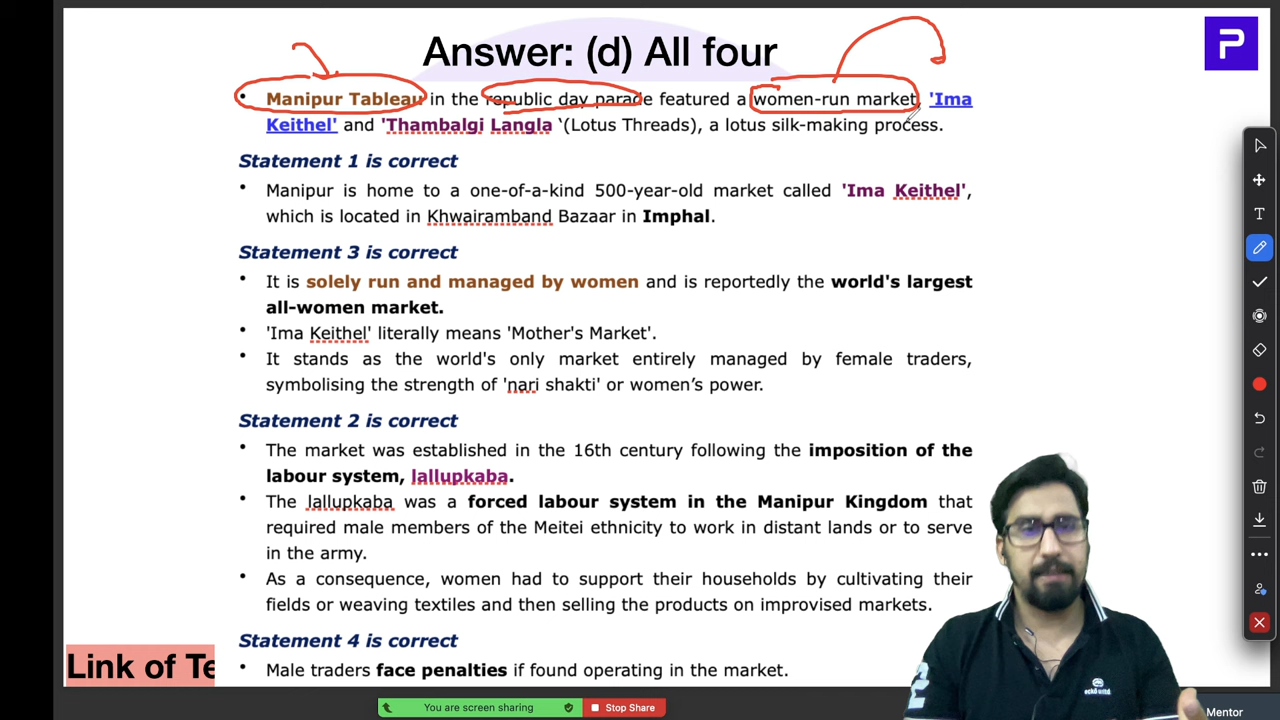 Answer: (d) All four
P
• Manipur Tableau in the republic day parade featured a women-run market, 'Ima
Keithel' and 'Thambalgi Langla '(Lotus Threads), a lotus silk-making process.
Statement 1 is correct
• Manipur is home to a one-of-a-kind 500-year-old market called 'Ima Keithel',
which is located in Khwairamband Bazaar in Imphal.
Statement 3 is correct
• It is solely run and managed by women and is reportedly the world's largest
all-women market.
• 'Ima Keithel' literally means 'Mother's Market'.
• It stands as the world's only market entirely managed by female traders,
symbolising the strength of 'nari shakti' or women's power.
Statement 2 is correct
• The market was established in the 16th century following the imposition of the
labour system, lallupkaba.
• The lallupkaba was a forced labour system in the Manipur Kingdom that
required male members of the Meitei ethnicity to work in distant lands or to serve
in the army.
• As a consequence, women had to support their households by cultivating their
fields or weaving textiles and then selling the products on improvised markets.
Statement 4 is correct
• Male traders face penalties if found operating in the market.
Link of Te
You are screen sharing
Stop Share
Mentor
T
ecko unltd